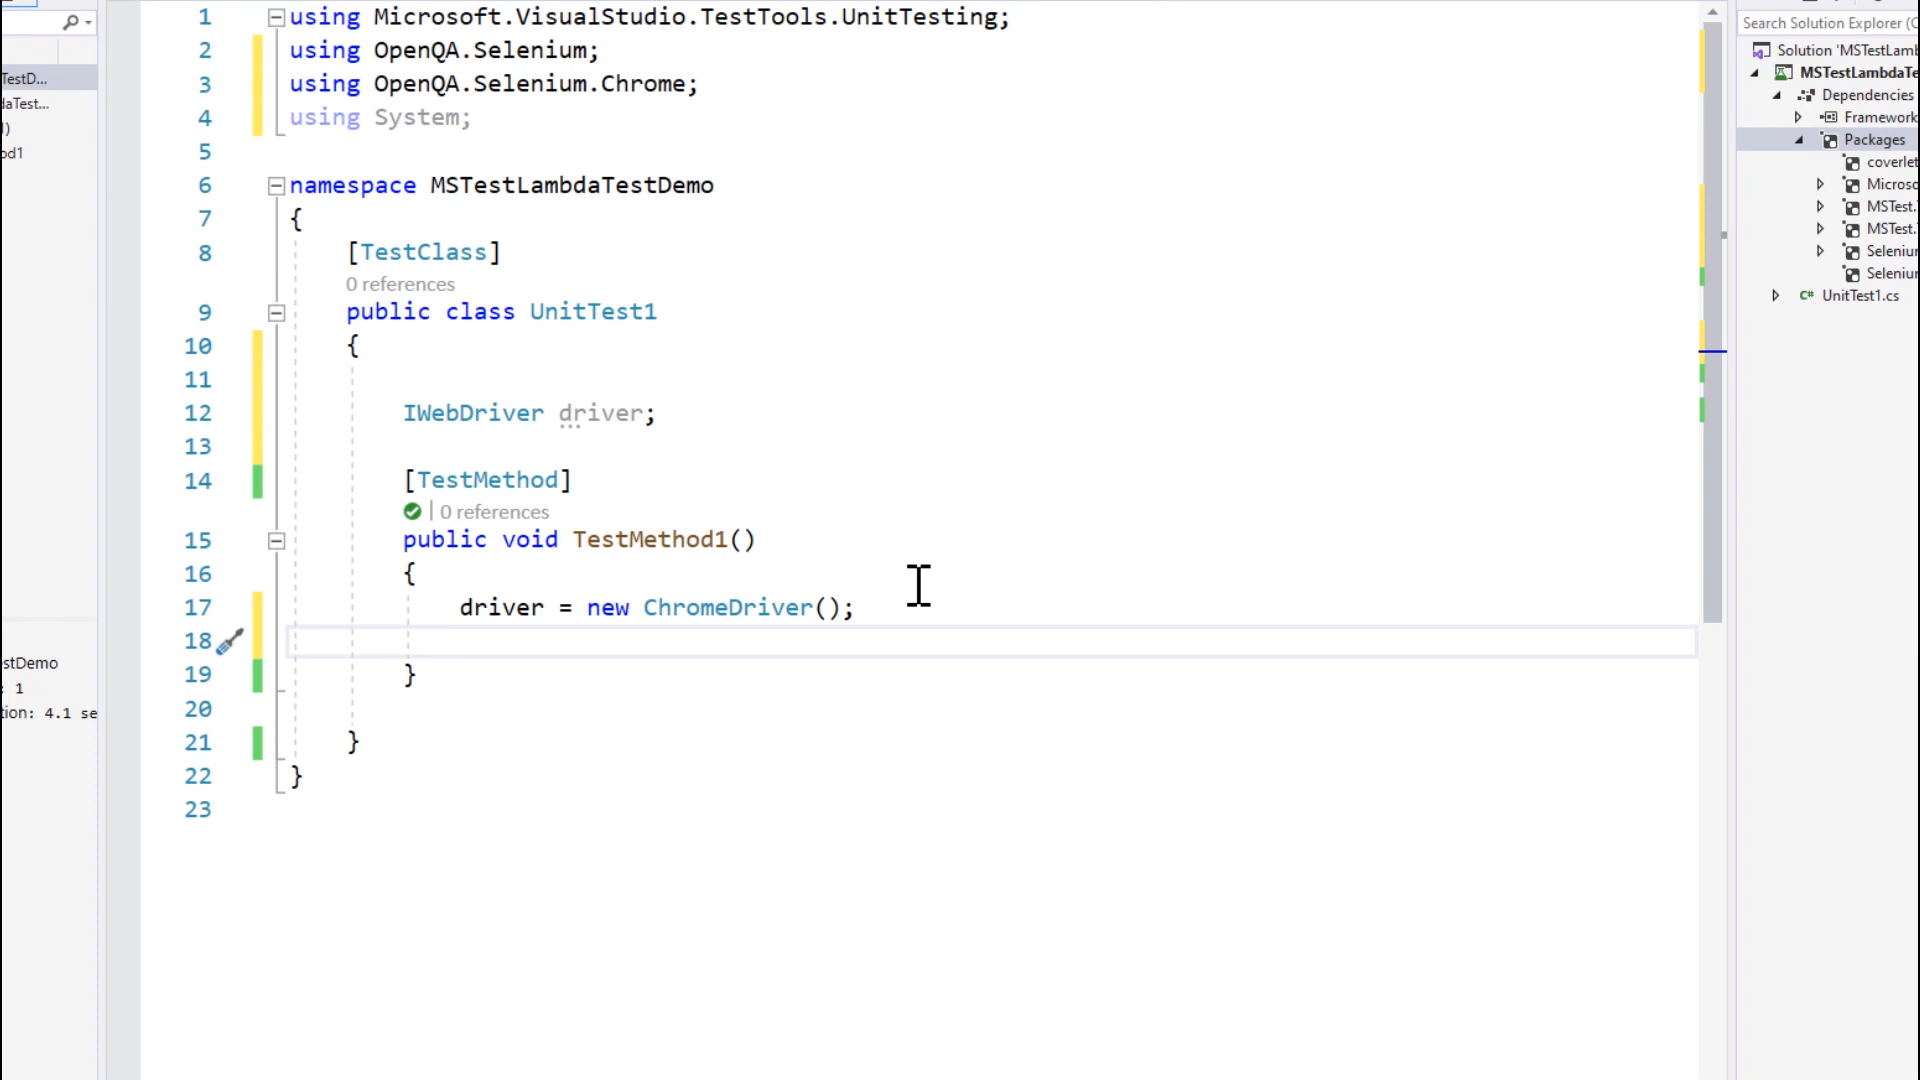 1 using Microsoft.VisualStudio.TestTools.UnitTesting;
2 using OpenQA.Selenium;
3 using OpenQA.Selenium.Chrome;
4 using System;
5
6 namespace MSTestLambdaTestDemo
7 {
8 [TestClass]
0 references
9 public class UnitTest1
10 {
11
12 IWebDriver driver;
13
14 [TestMethod]
0 references
15 public void TestMethod1()
16 {
17 driver = new ChromeDriver();
18
19 }
20
21 }
22 }
23
TestD...
daTest...
)
od1
stDemo
: 1
tion: 4.1 se
Search Solution Explorer (C
Solution 'MSTestLamb
MSTestLambdaTe
Dependencies
Framework
Packages
coverlet
Microso
MSTest.
MSTest.
Seleniu
Seleniu
C# UnitTest1.cs